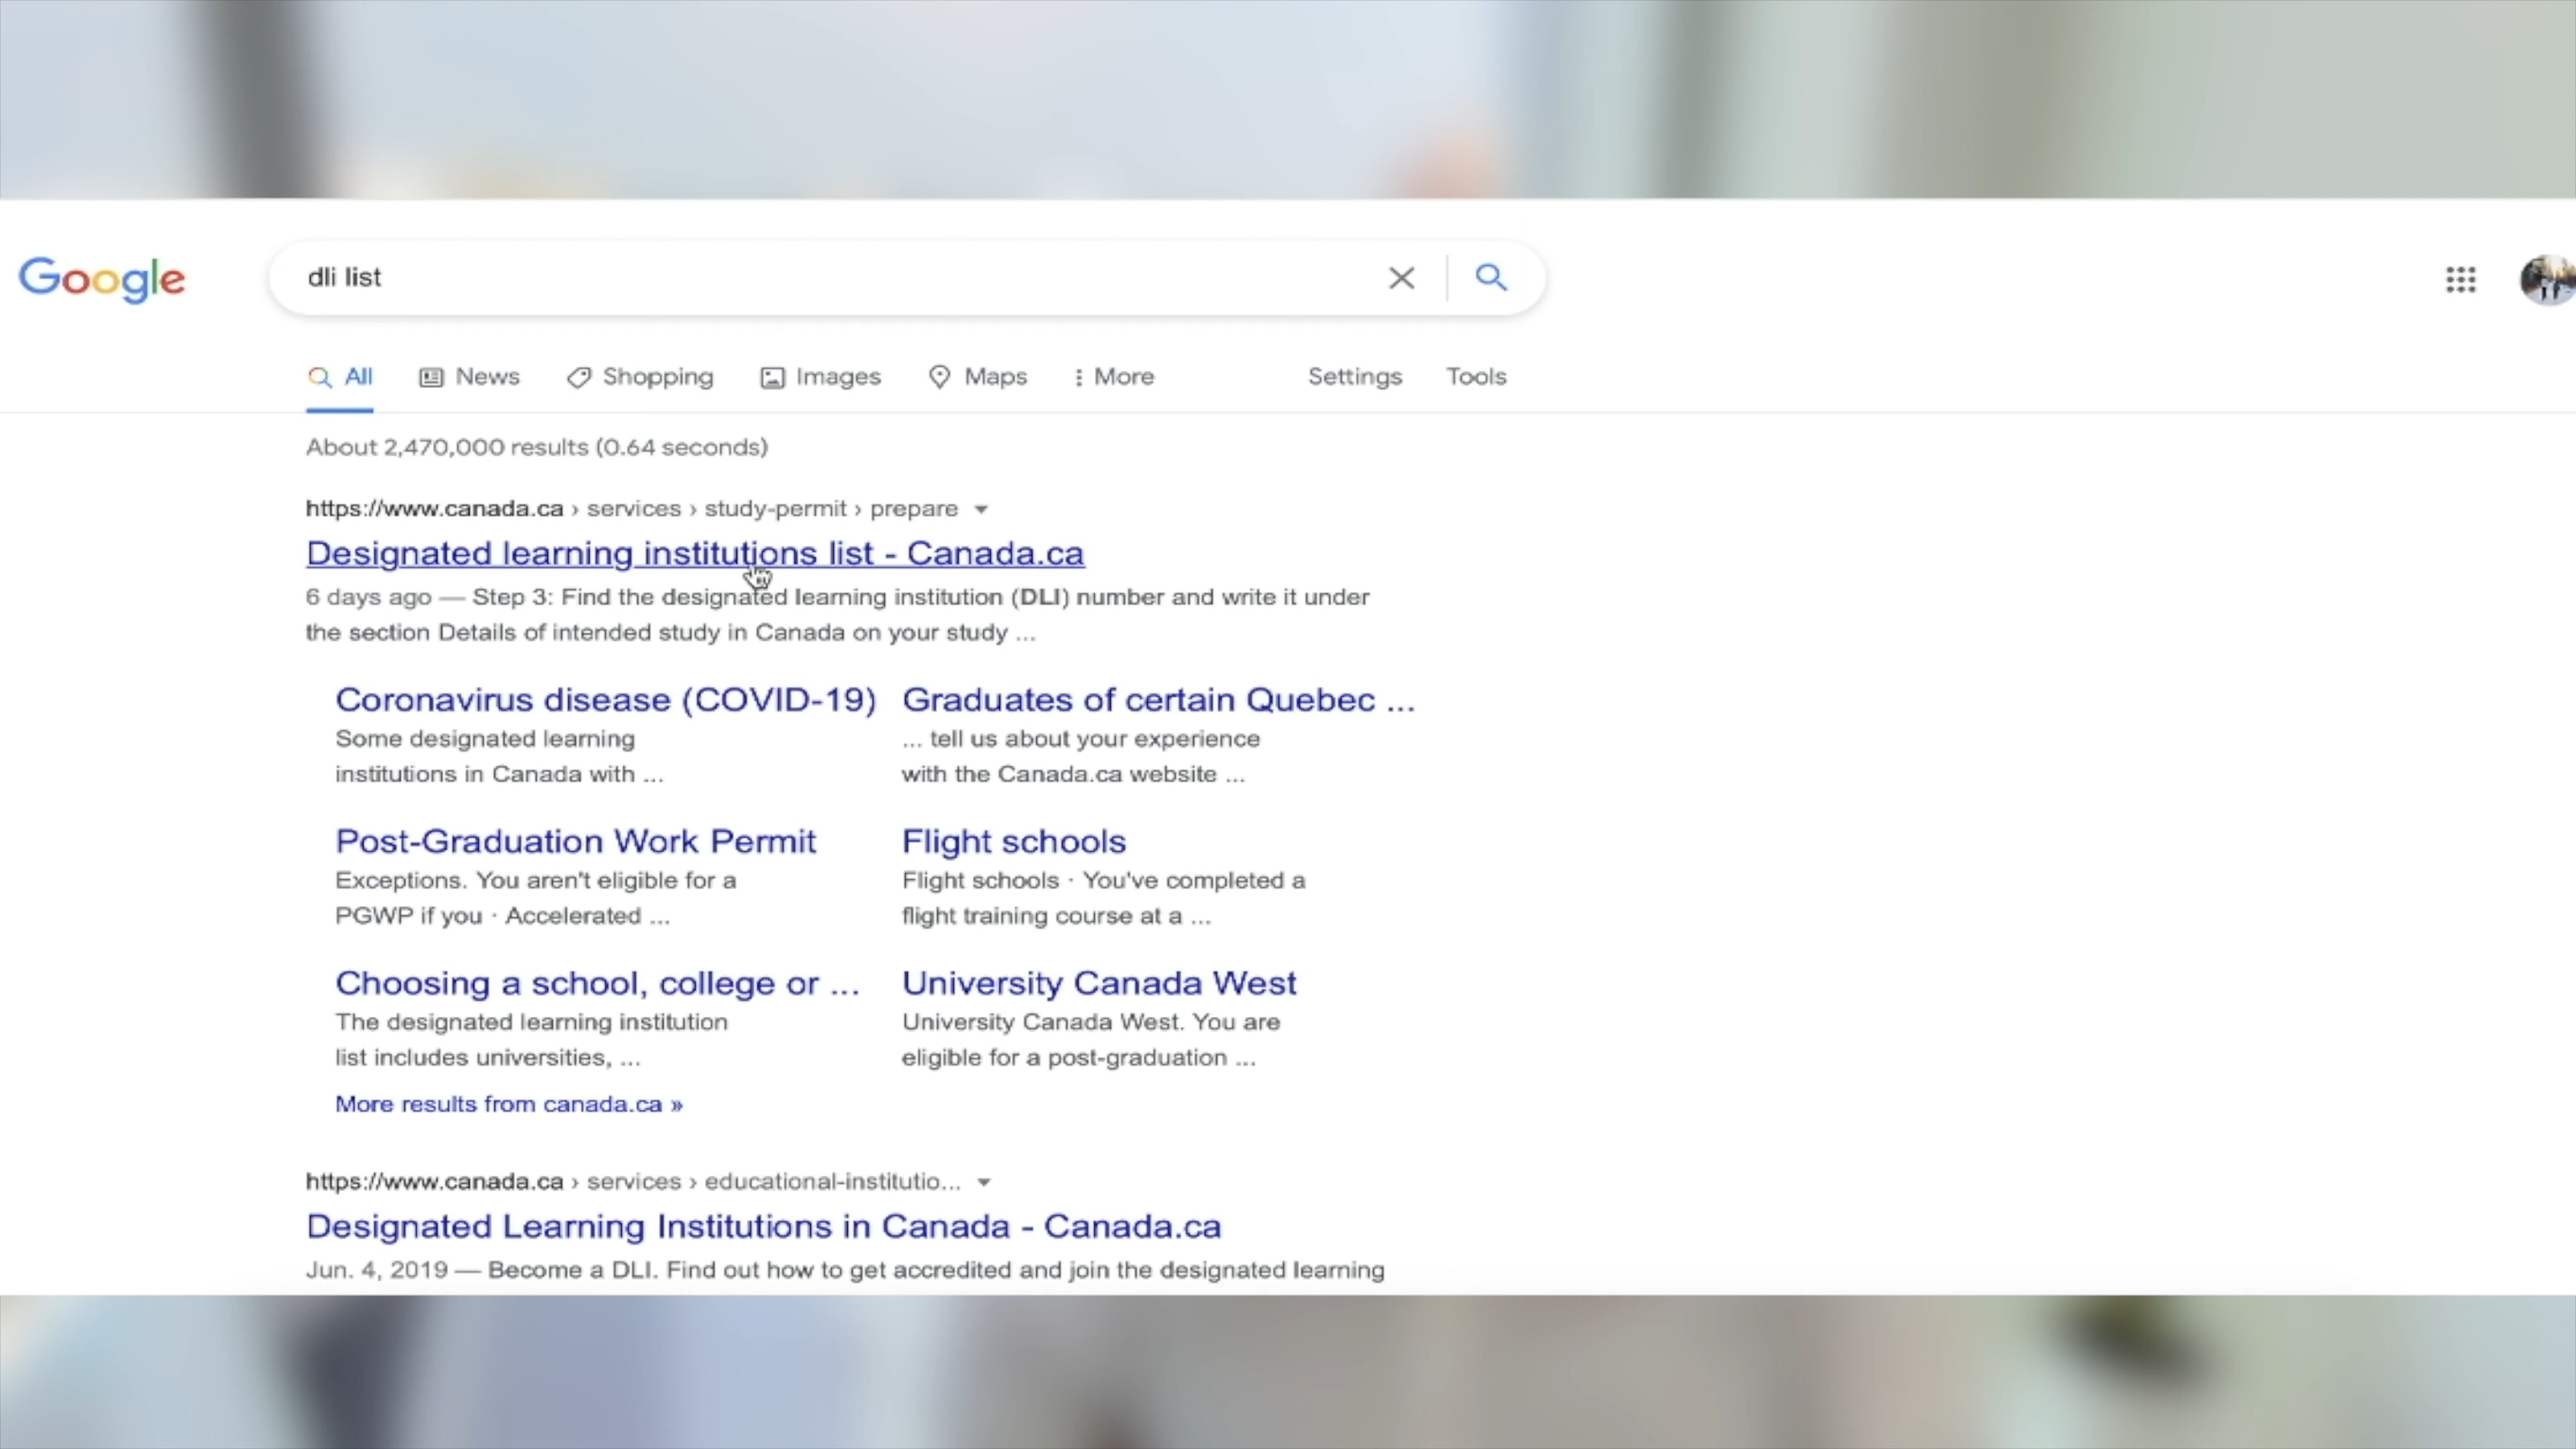 Google
dli list
All News Shopping Images Maps More Settings Tools
About 2,470,000 results (0.64 seconds)
https://www.canada.ca › services › study-permit › prepare
Designated learning institutions list - Canada.ca
6 days ago — Step 3: Find the designated learning institution (DLI) number and write it under
the section Details of intended study in Canada on your study ...
Coronavirus disease (COVID-19)
Some designated learning
institutions in Canada with ...
Graduates of certain Quebec ...
... tell us about your experience
with the Canada.ca website ...
Post-Graduation Work Permit
Exceptions. You aren't eligible for a
PGWP if you · Accelerated ...
Flight schools
Flight schools · You've completed a
flight training course at a ...
Choosing a school, college or ...
The designated learning institution
list includes universities, ...
University Canada West
University Canada West. You are
eligible for a post-graduation ...
More results from canada.ca »
https://www.canada.ca › services › educational-institutio...
Designated Learning Institutions in Canada - Canada.ca
Jun. 4, 2019 — Become a DLI. Find out how to get accredited and join the designated learning